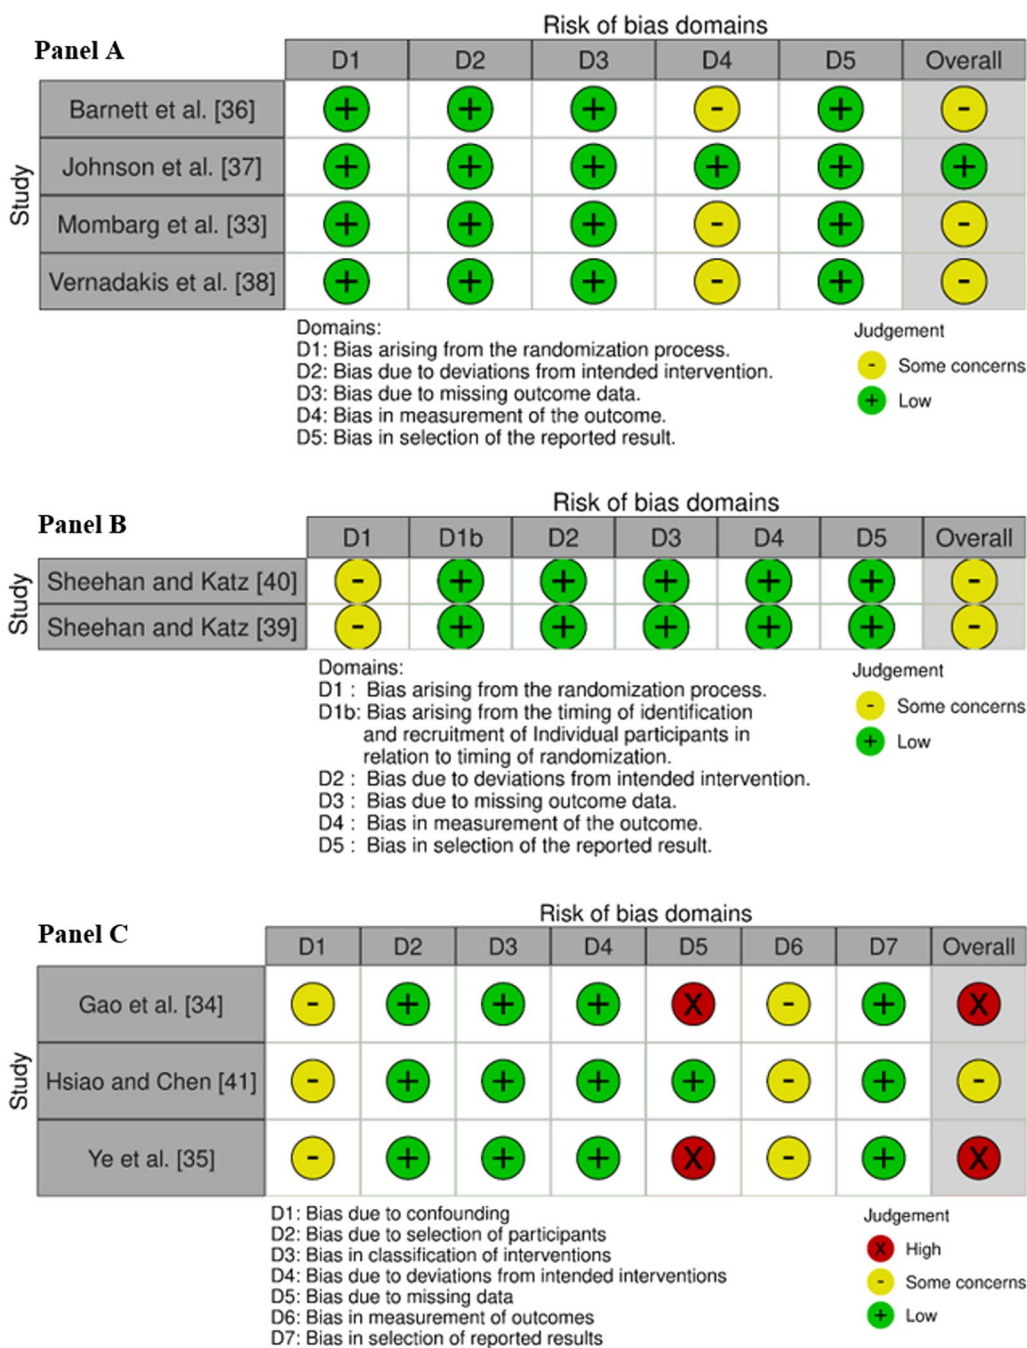 Panel A
Risk of bias domains
D1 D2 D3 D4 D5 Overall
Study
Barnett et al. [36] + + + - + -
Johnson et al. [37] + + + + + +
Mombarg et al. [33] + + + - + -
Vernadakis et al. [38] + + + - + -
Domains:
D1: Bias arising from the randomization process.
D2: Bias due to deviations from intended intervention.
D3: Bias due to missing outcome data.
D4: Bias in measurement of the outcome.
D5: Bias in selection of the reported result.
Judgement
- Some concerns
+ Low
Panel B
Risk of bias domains
D1 D1b D2 D3 D4 D5 Overall
Study
Sheehan and Katz [40] - + + + + + -
Sheehan and Katz [39] - + + + + + -
Domains:
D1 : Bias arising from the randomization process.
D1b: Bias arising from the timing of identification
and recruitment of Individual participants in
relation to timing of randomization.
D2 : Bias due to deviations from intended intervention.
D3 : Bias due to missing outcome data.
D4 : Bias in measurement of the outcome.
D5 : Bias in selection of the reported result.
Judgement
- Some concerns
+ Low
Panel C
Risk of bias domains
D1 D2 D3 D4 D5 D6 D7 Overall
Study
Gao et al. [34] - + + + X - + X
Hsiao and Chen [41] - + + + + - + -
Ye et al. [35] - + + + X - + X
D1: Bias due to confounding
D2: Bias due to selection of participants
D3: Bias in classification of interventions
D4: Bias due to deviations from intended interventions
D5: Bias due to missing data
D6: Bias in measurement of outcomes
D7: Bias in selection of reported results
Judgement
X High
- Some concerns
+ Low